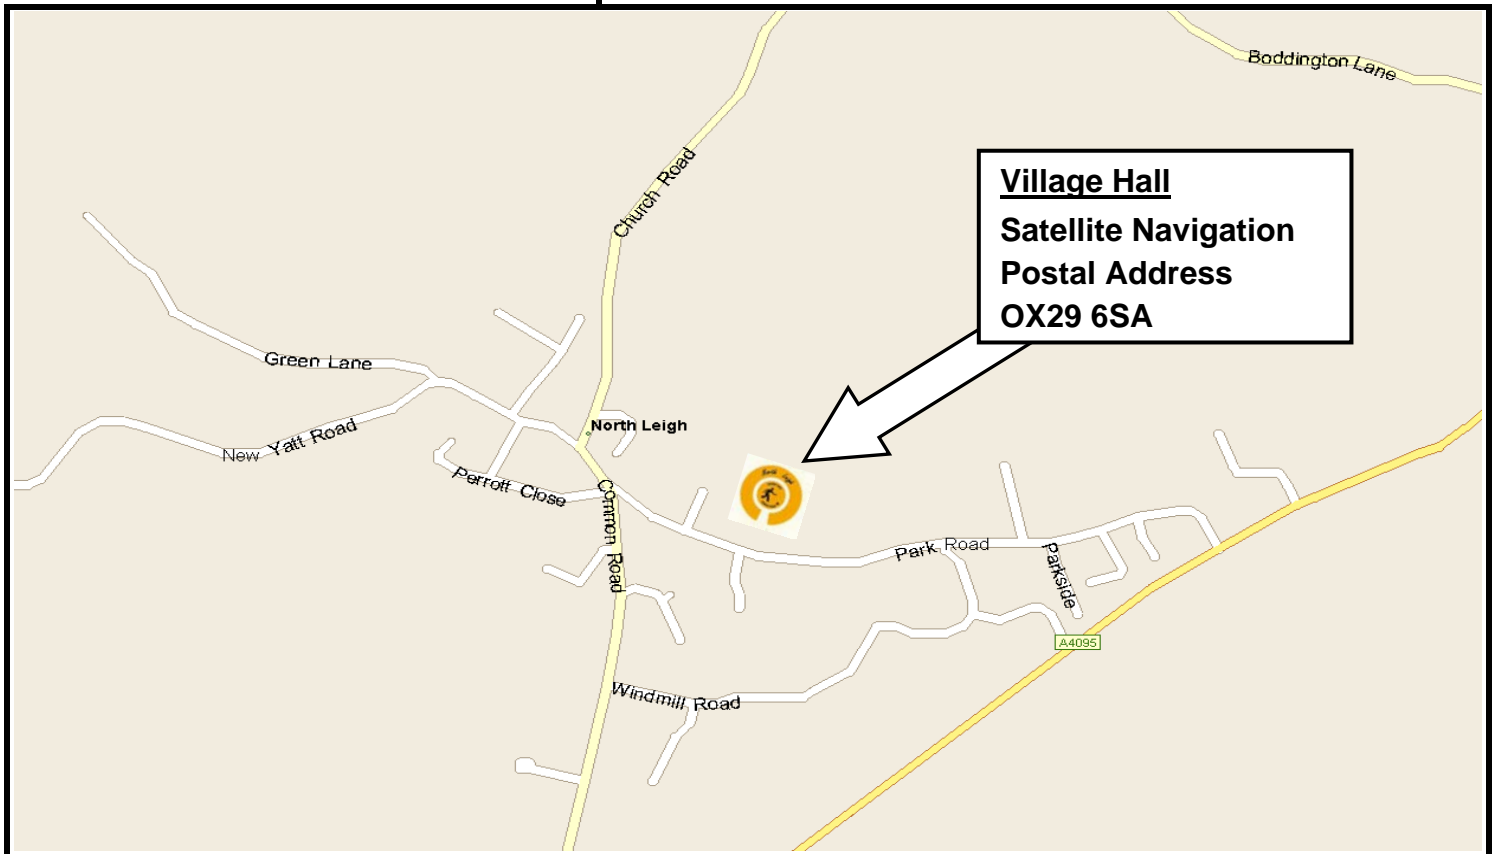 Boddington Lane
Church Road
Village Hall
Satellite Navigation
Postal Address
OX29 6SA
Green Lane
North Leigh
New Yatt Road
Perrott Close
Common Road
Park Road
Parkside
A4095
Windmill Road